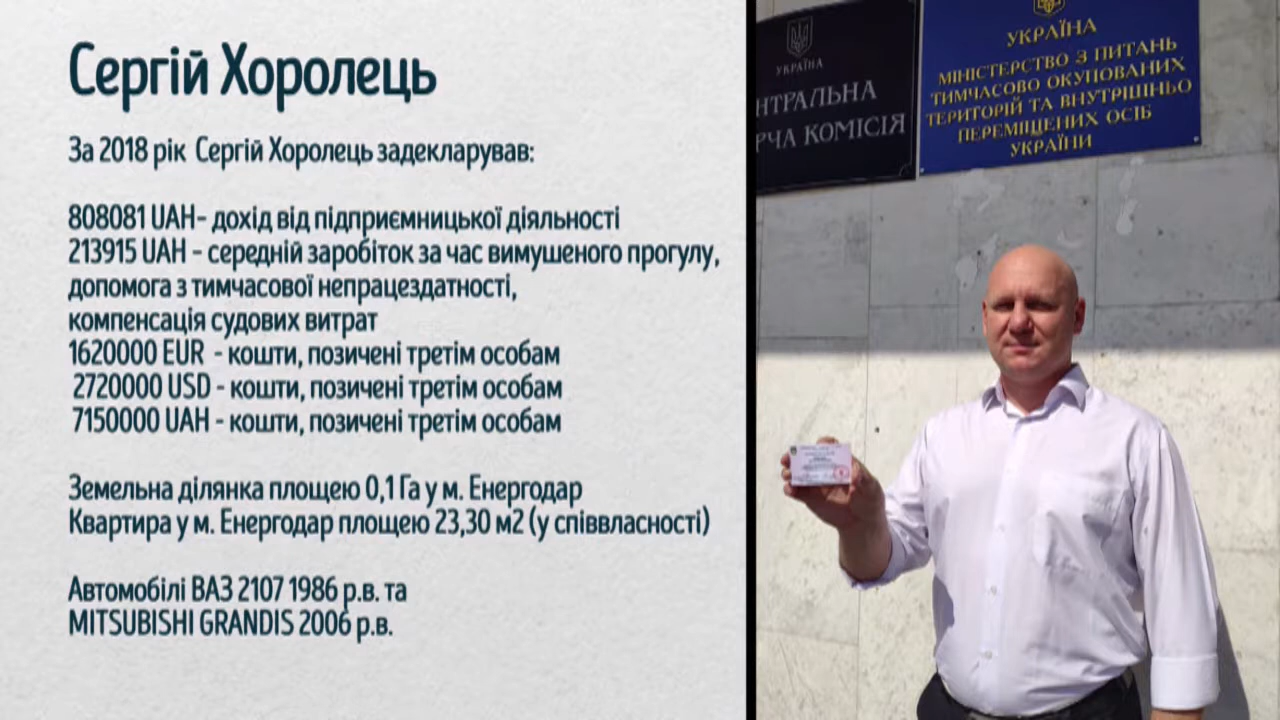 Сергій Хоролець
За 2018 рік Сергій Хоролець задекларував:
808081 UAH- дохід від підприємницької діяльності
213915 UAH - середній заробіток за час вимушеного прогулу,
допомога з тимчасової непрацездатності,
компенсація судових витрат
1620000 EUR - кошти, позичені третім особам
2720000 USD - кошти, позичені третім особам
7150000 UAH - кошти, позичені третім особам
Земельна ділянка площею 0,1 Га у м. Енергодар
Квартира у м. Енергодар площею 23,30 м2 (у співвласності)
Автомобілі ВАЗ 2107 1986 р.в. та
MITSUBISHI GRANDIS 2006 р.в.
УКРАЇНА
НТРАЛЬНА
РЧА КОМІСІЯ
УКРАЇНА
МІНІСТЕРСТВО З ПИТАНЬ
ТИМЧАСОВО ОКУПОВАНИХ
ТЕРИТОРІЙ ТА ВНУТРІШНЬО
ПЕРЕМІЩЕНИХ ОСІБ
УКРАЇНИ